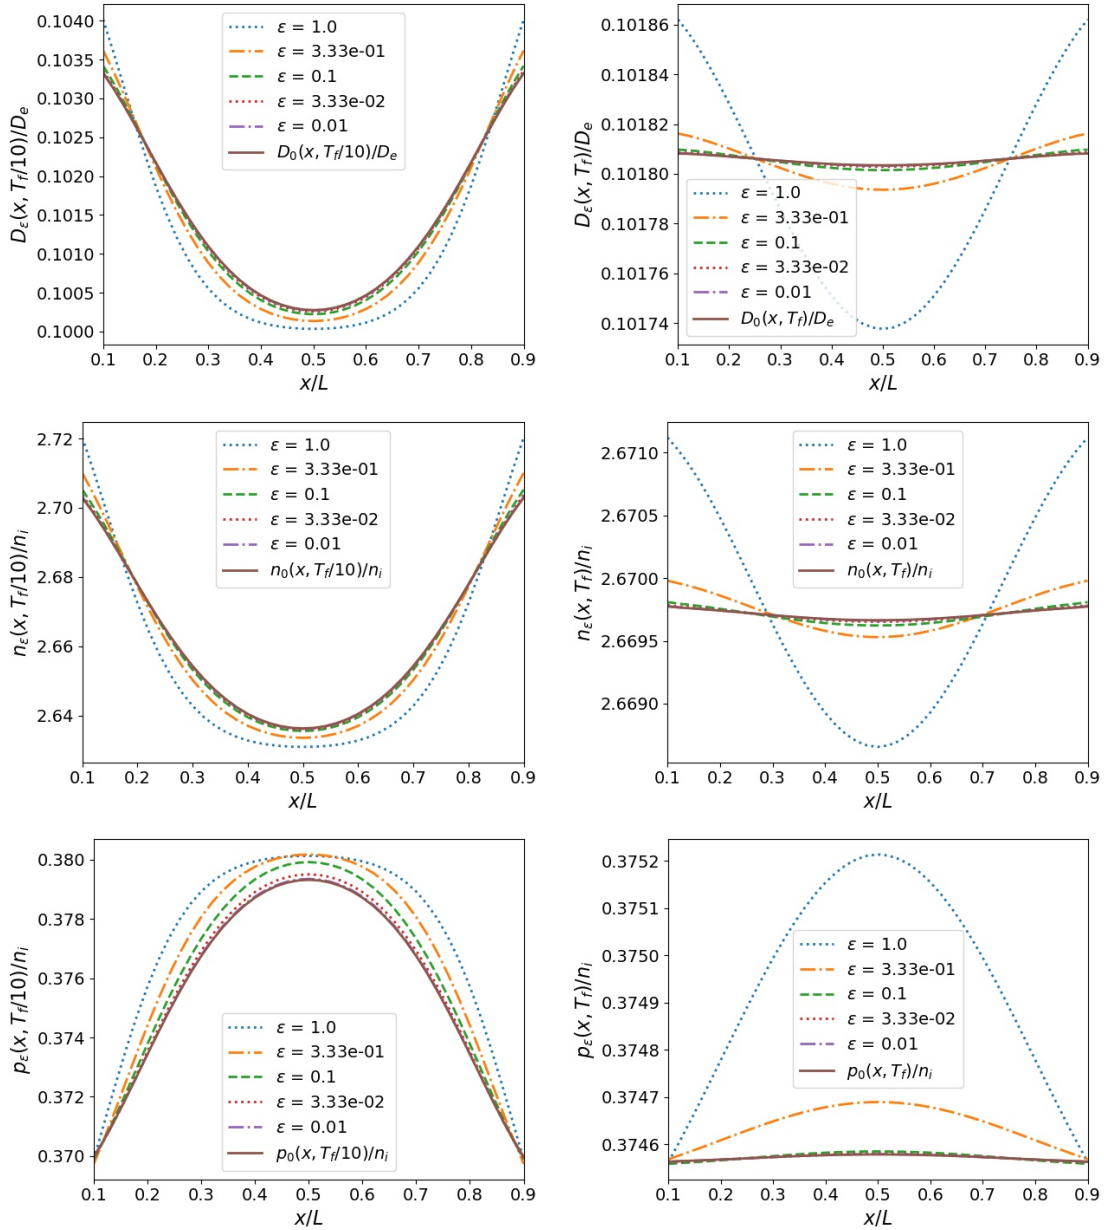 0.1040
0.1035
0.1030
0.1025
0.1020
0.1015
0.1010
0.1005
0.1000
D_ε(x, T_f/10)/D_e
ε = 1.0
ε = 3.33e-01
ε = 0.1
ε = 3.33e-02
ε = 0.01
D_0(x, T_f/10)/D_e
0.1 0.2 0.3 0.4 0.5 0.6 0.7 0.8 0.9
x/L
0.10186
0.10184
0.10182
0.10180
0.10178
0.10176
0.10174
D_ε(x, T_f)/D_e
ε = 1.0
ε = 3.33e-01
ε = 0.1
ε = 3.33e-02
ε = 0.01
D_0(x, T_f)/D_e
0.1 0.2 0.3 0.4 0.5 0.6 0.7 0.8 0.9
x/L
2.72
2.70
2.68
2.66
2.64
n_ε(x, T_f/10)/n_i
ε = 1.0
ε = 3.33e-01
ε = 0.1
ε = 3.33e-02
ε = 0.01
n_0(x, T_f/10)/n_i
0.1 0.2 0.3 0.4 0.5 0.6 0.7 0.8 0.9
x/L
2.6710
2.6705
2.6700
2.6695
2.6690
n_ε(x, T_f)/n_i
ε = 1.0
ε = 3.33e-01
ε = 0.1
ε = 3.33e-02
ε = 0.01
n_0(x, T_f)/n_i
0.1 0.2 0.3 0.4 0.5 0.6 0.7 0.8 0.9
x/L
0.380
0.378
0.376
0.374
0.372
0.370
p_ε(x, T_f/10)/n_i
ε = 1.0
ε = 3.33e-01
ε = 0.1
ε = 3.33e-02
ε = 0.01
p_0(x, T_f/10)/n_i
0.1 0.2 0.3 0.4 0.5 0.6 0.7 0.8 0.9
x/L
0.3752
0.3751
0.3750
0.3749
0.3748
0.3747
0.3746
p_ε(x, T_f)/n_i
ε = 1.0
ε = 3.33e-01
ε = 0.1
ε = 3.33e-02
ε = 0.01
p_0(x, T_f)/n_i
0.1 0.2 0.3 0.4 0.5 0.6 0.7 0.8 0.9
x/L